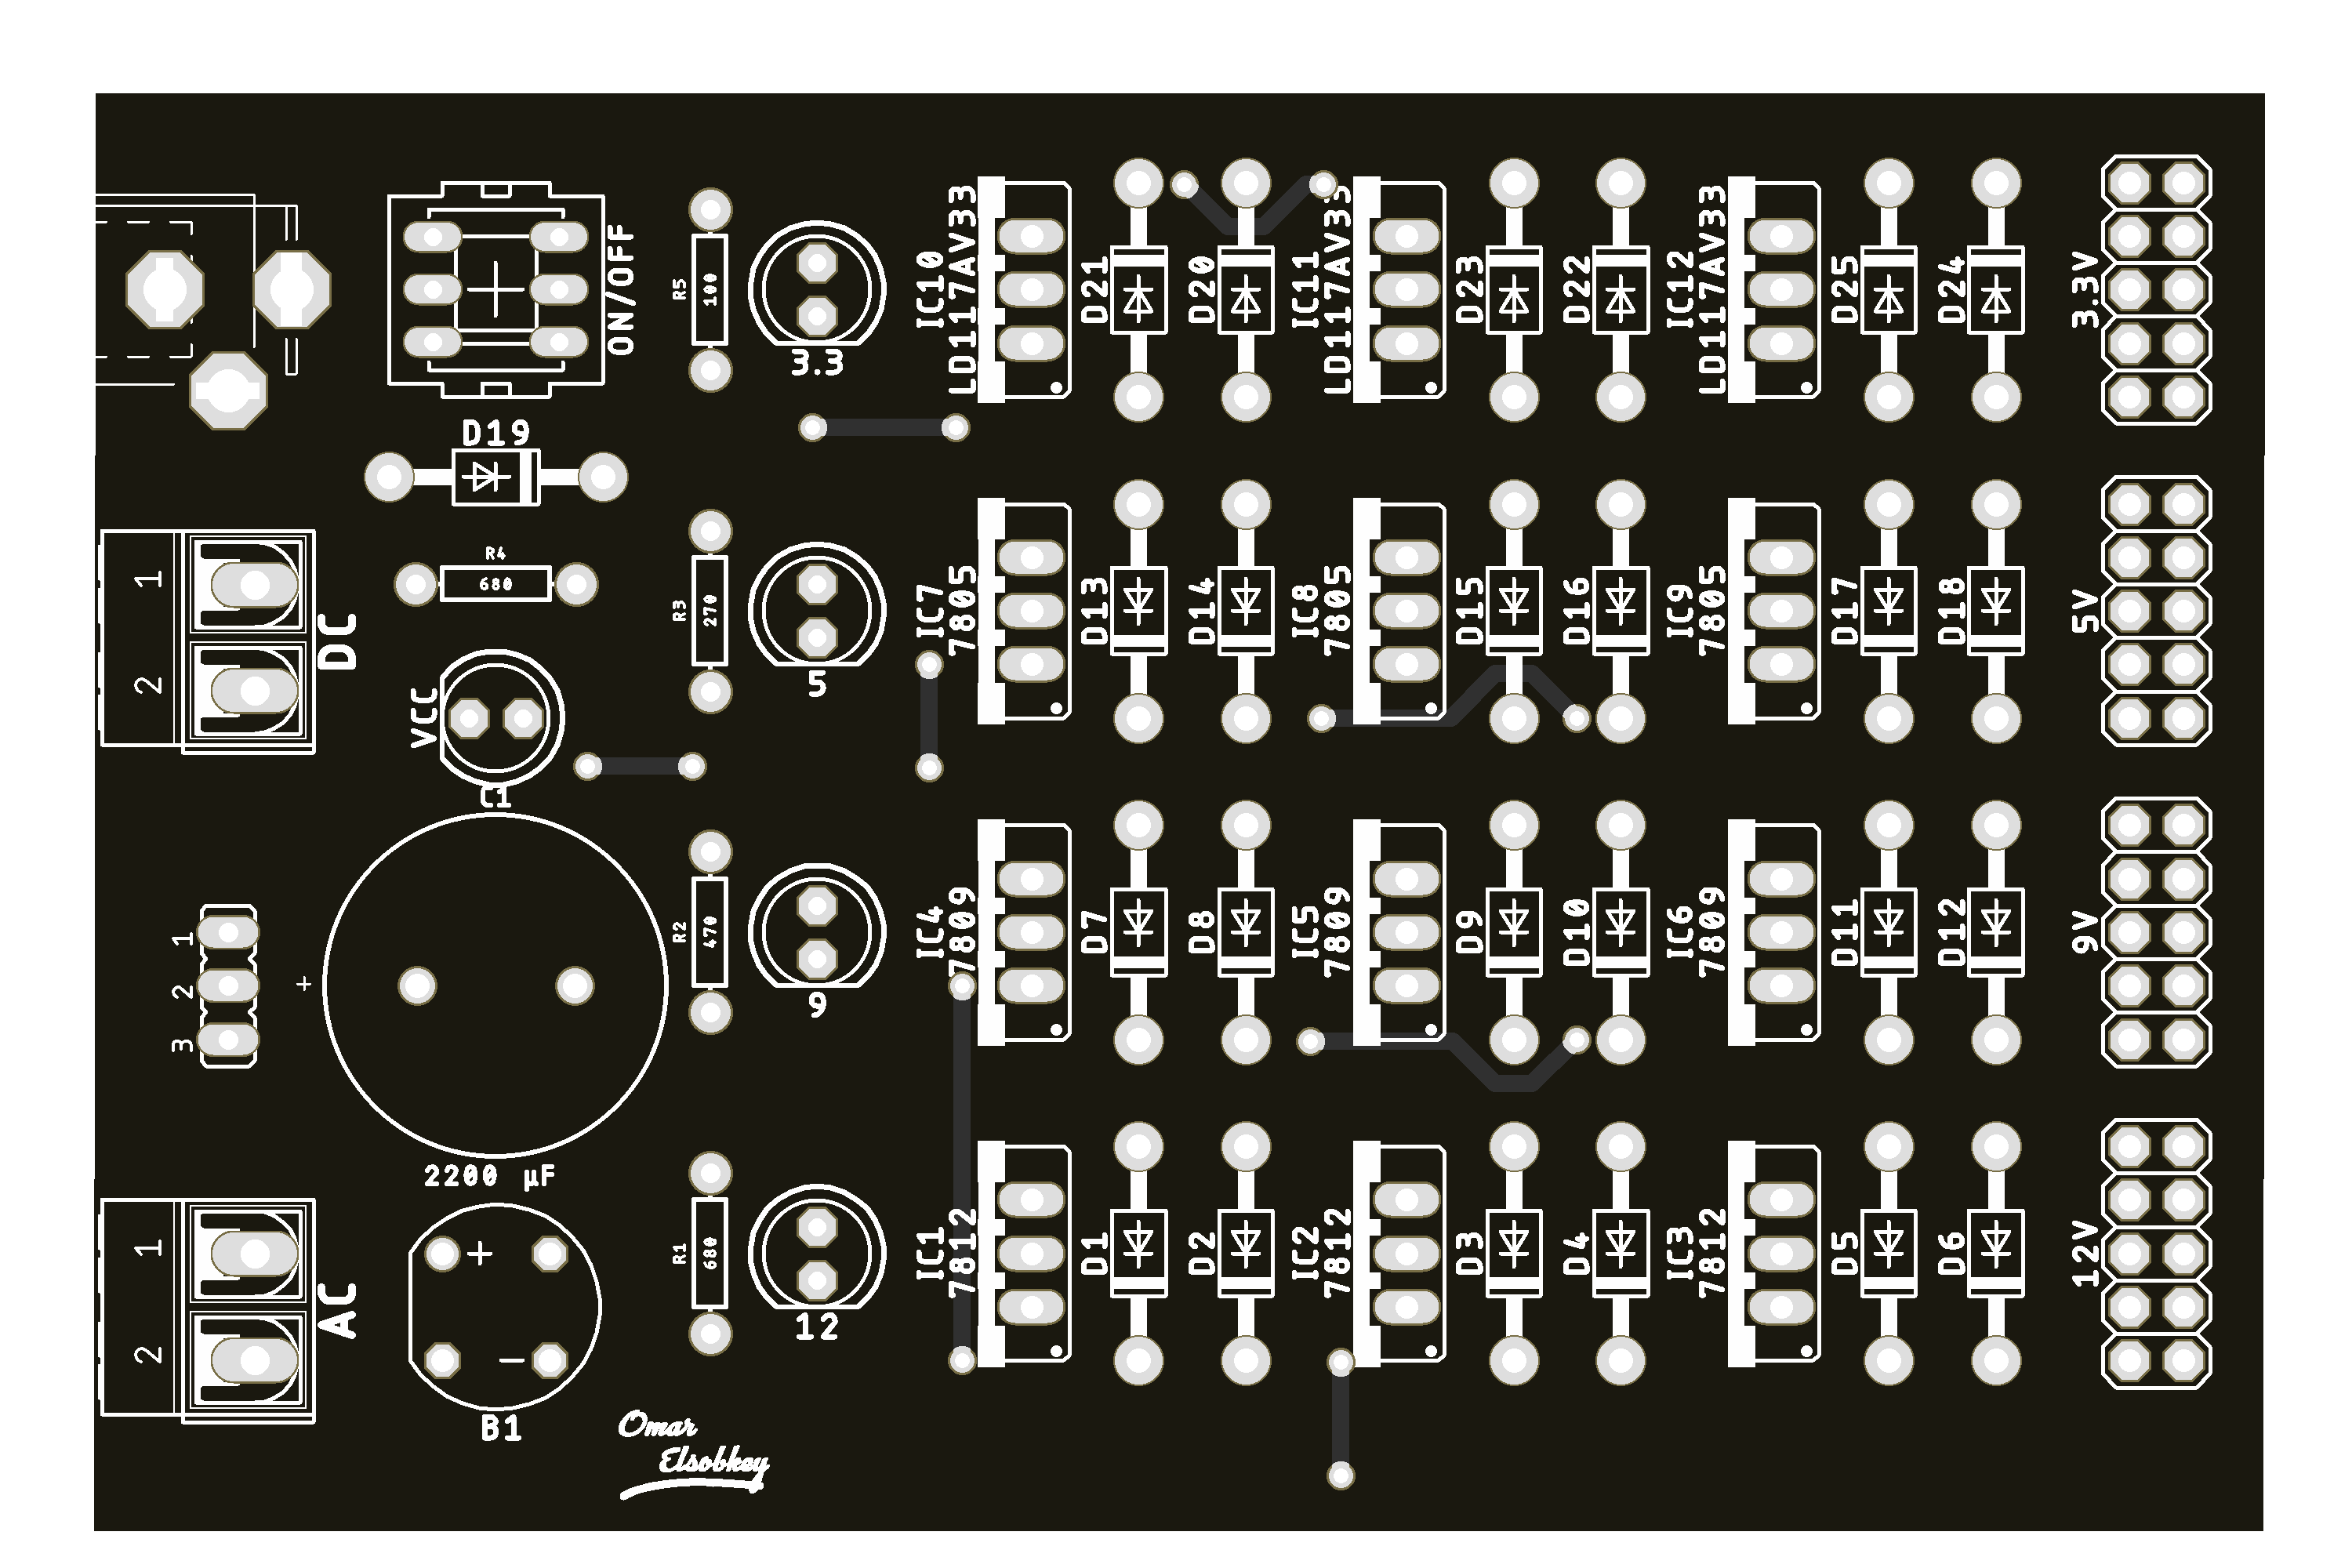 ON/OFF
R5
100
3.3
IC10
LD1117AV33
D21
D20
IC11
LD1117AV33
D23
D22
IC12
LD1117AV33
D25
D24
3.3V
D19
1
2
DC
R4
680
VCC
R3
270
5
IC7
7805
D13
D14
IC8
7805
D15
D16
IC9
7805
D17
D18
5V
C1
+
2200 µF
1
2
3
R2
470
9
IC4
7809
D7
D8
IC5
7809
D9
D10
IC6
7809
D11
D12
9V
1
2
AC
+
−
B1
R1
680
12
IC1
7812
D1
D2
IC2
7812
D3
D4
IC3
7812
D5
D6
12V
Omar
Elsobkey